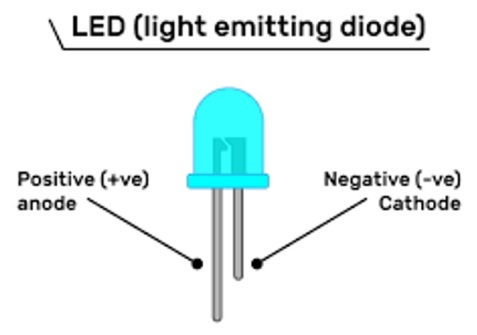 LED (light emitting diode)
Positive (+ve)
anode
Negative (-ve)
Cathode